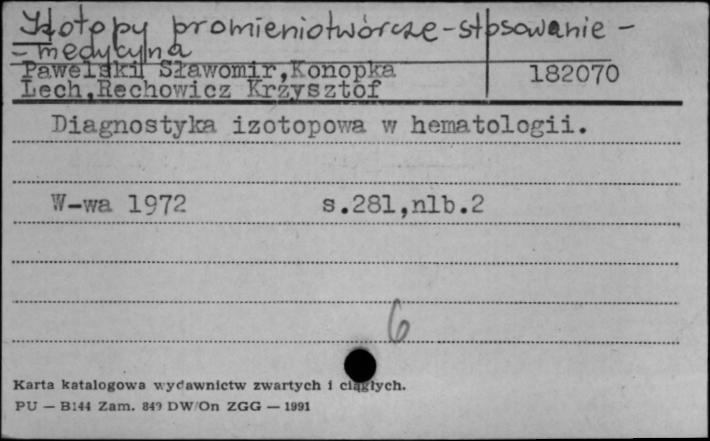 Izotopy promieniotwórcze - stosowanie -
- medycyna
Pawelski Sławomir,Konopka
Lech,Rechowicz Krzysztof
182070
Diagnostyka izotopowa w hematologii.
W-wa 1972 s.281,nlb.2
6
Karta katalogowa wydawnictw zwartych i ciągłych.
PU — B144 Zam. 849 DW/On ZGG — 1991